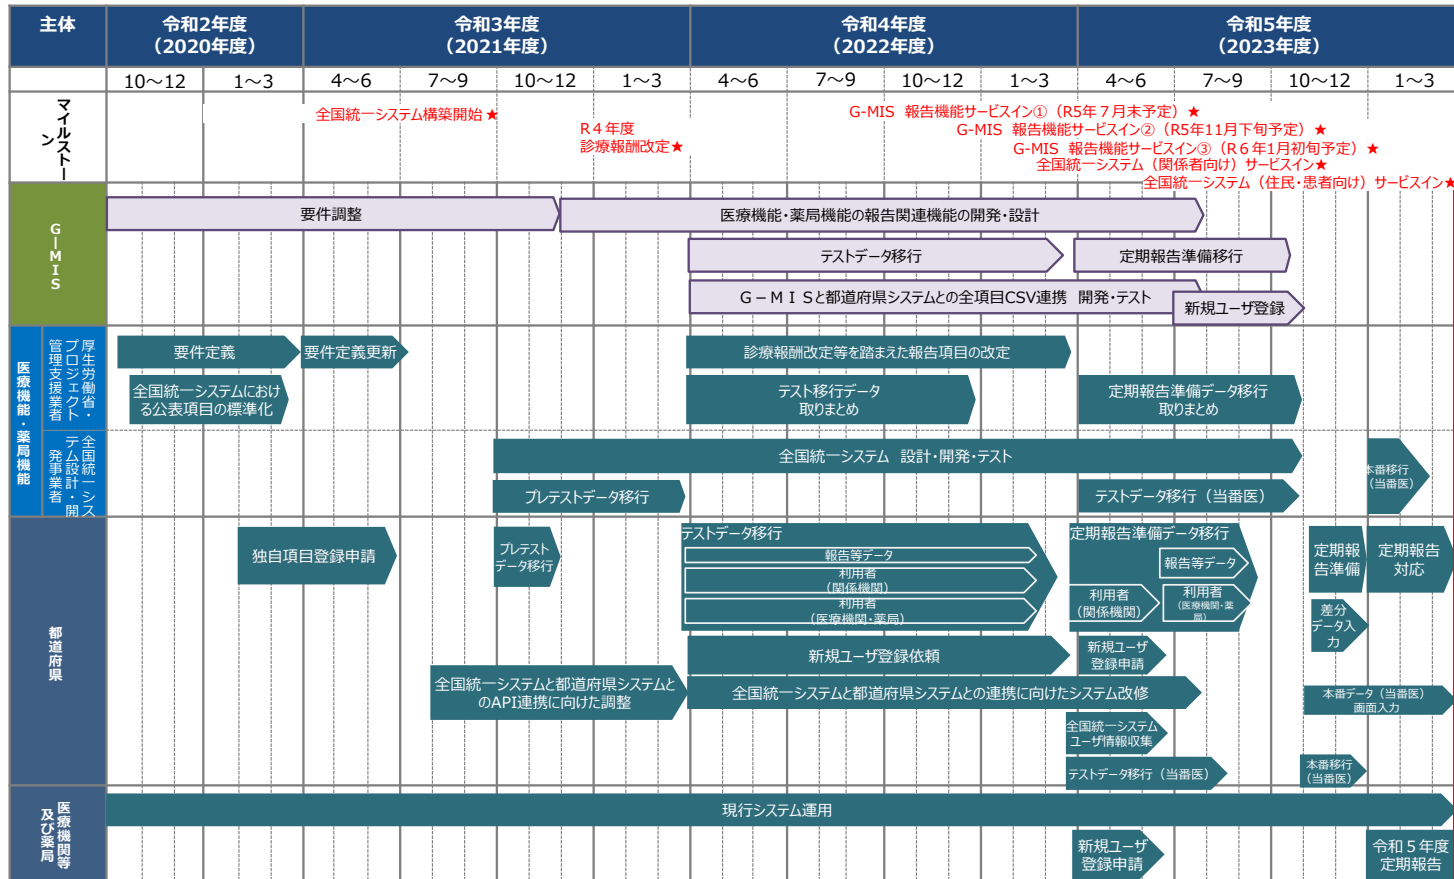 主体
令和2年度
（2020年度）
令和3年度
（2021年度）
令和4年度
（2022年度）
令和5年度
（2023年度）
10～12
1～3
4～6
7～9
10～12
1～3
4～6
7～9
10～12
1～3
4～6
7～9
10～12
1～3
マイルストーン
全国統一システム構築開始 ★
R４年度
診療報酬改定★
G-MIS 報告機能サービスイン①（R5年７月末予定）★
G-MIS 報告機能サービスイン②（R5年11月下旬予定）★
G-MIS 報告機能サービスイン③（R６年1月初旬予定）★
全国統一システム（関係者向け）サービスイン★
全国統一システム（住民・患者向け）サービスイン★
G－MIS
要件調整
医療機能・薬局機能の報告関連機能の開発・設計
テストデータ移行
定期報告準備移行
Ｇ－ＭＩＳと都道府県システムとの全項目CSV連携 開発・テスト
新規ユーザ登録
医療機能・薬局機能
厚生労働省・
プロジェクト
管理支援業者
要件定義
要件定義更新
診療報酬改定等を踏まえた報告項目の改定
全国統一システムにおけ
る公表項目の標準化
テスト移行データ
取りまとめ
定期報告準備データ移行
取りまとめ
全国統一シス
テム設計・開
発事業者
全国統一システム 設計・開発・テスト
本番移行
（当番医）
プレテストデータ移行
テストデータ移行（当番医）
都道府県
独自項目登録申請
プレテスト
データ移行
テストデータ移行
報告等データ
利用者
（関係機関）
利用者
（医療機関・薬局）
定期報告準備データ移行
報告等データ
利用者
（関係機関）
利用者
（医療機関・薬
局）
定期報
告準備
定期報告
対応
差分
データ入
力
新規ユーザ登録依頼
新規ユーザ
登録申請
全国統一システムと都道府県システムと
のAPI連携に向けた調整
全国統一システムと都道府県システムとの連携に向けたシステム改修
本番データ（当番医）
画面入力
全国統一システム
ユーザ情報収集
テストデータ移行（当番医）
本番移行
（当番医）
医療機関等
及び薬局
現行システム運用
新規ユーザ
登録申請
令和５年度
定期報告